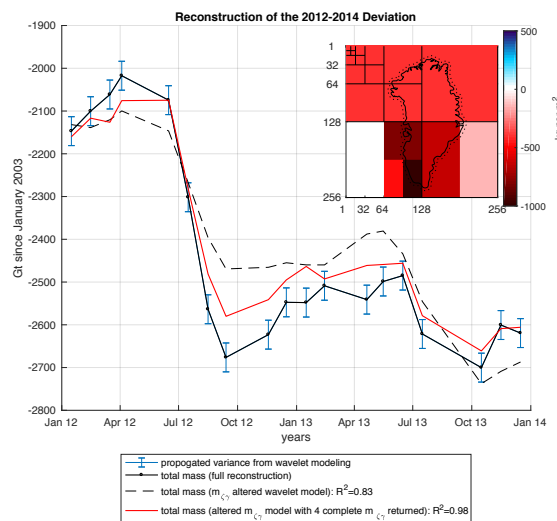 Reconstruction of the 2012-2014 Deviation
-1900
-2000
-2100
-2200
-2300
-2400
-2500
-2600
-2700
-2800
Gt since January 2003
Jan 12 Apr 12 Jul 12 Oct 12 Jan 13 Apr 13 Jul 13 Oct 13 Jan 14
years
1
32
64
128
256
1 32 64 128 256
500
0
-500
-1000
propogated variance from wavelet modeling
total mass (full reconstruction)
total mass (m_ζγ altered wavelet model): R²=0.83
total mass (altered m_ζγ model with 4 complete m_ζγ returned): R²=0.98